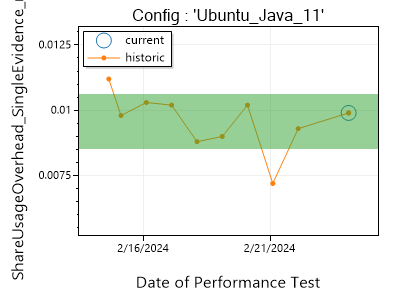 Config : 'Ubuntu_Java_11'
current
historic
0.0125
0.01
0.0075
2/16/2024
2/21/2024
Date of Performance Test
ShareUsageOverhead_SingleEvidence_